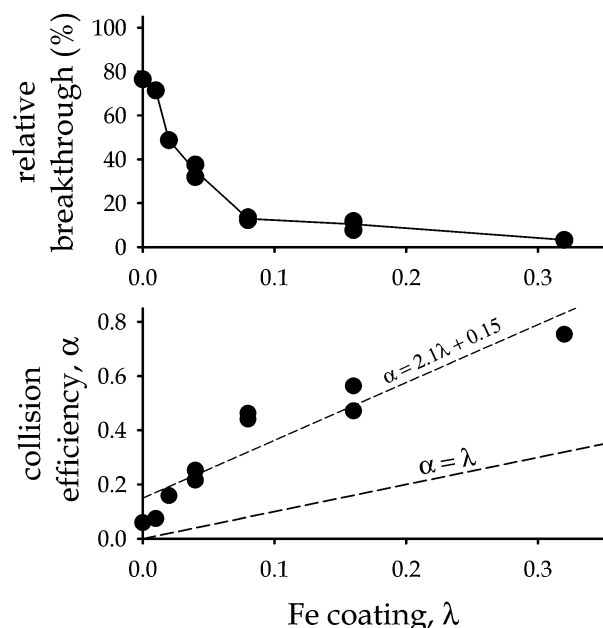 relative
breakthrough (%)
100
80
60
40
20
0
0.0
0.1
0.2
0.3
collision
efficiency, α
0.8
0.6
0.4
0.2
0.0
α = 2.1λ + 0.15
α = λ
0.0
0.1
0.2
0.3
Fe coating, λ